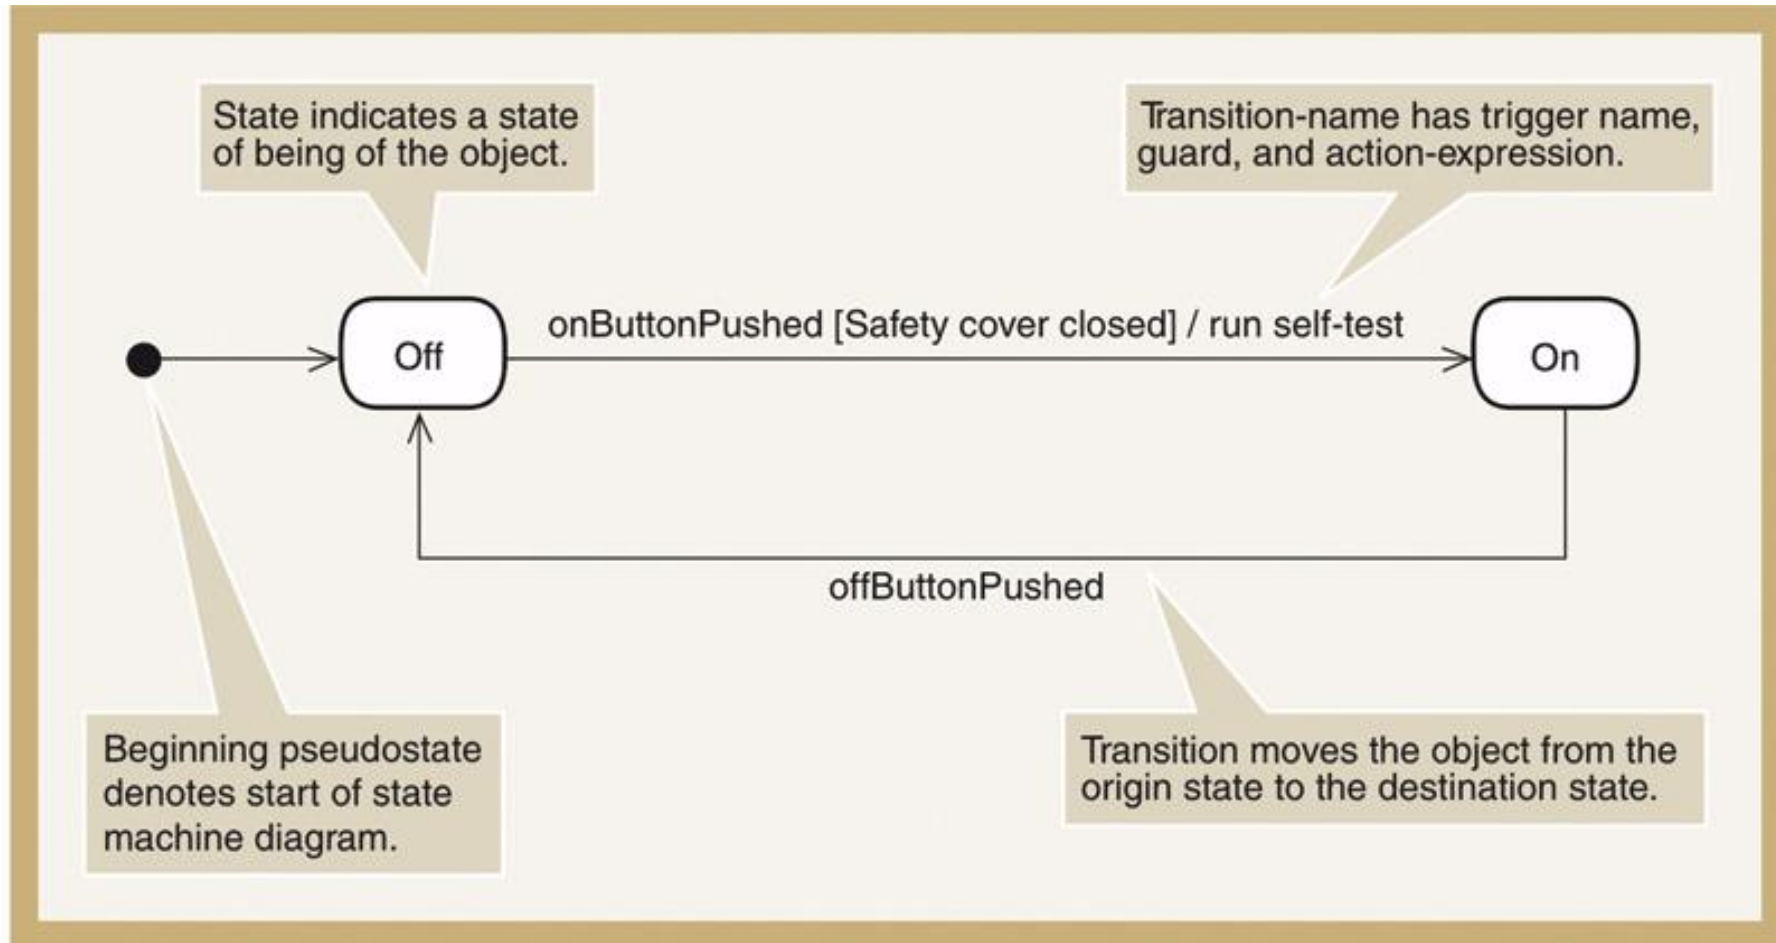 State indicates a state
of being of the object.
Transition-name has trigger name,
guard, and action-expression.
onButtonPushed [Safety cover closed] / run self-test
Off
On
offButtonPushed
Beginning pseudostate
denotes start of state
machine diagram.
Transition moves the object from the
origin state to the destination state.